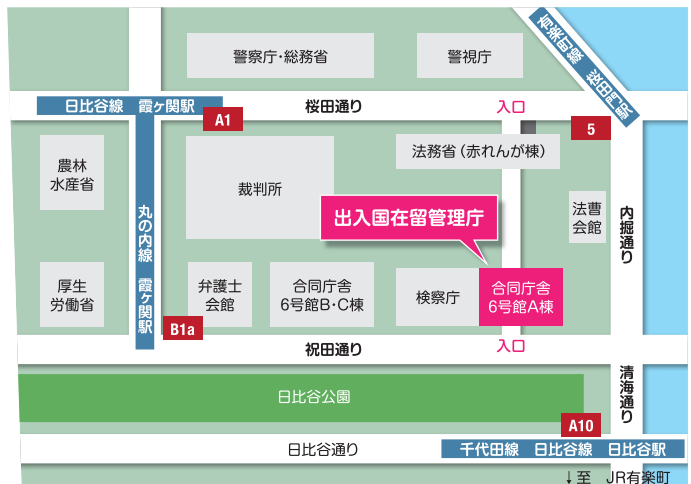 警察庁・総務省
警視庁
有楽町線 桜田門駅
日比谷線 霞ヶ関駅
桜田通り
入口
A1
5
農林
水産省
裁判所
法務省（赤れんが棟）
出入国在留管理庁
法曹
会館
内掘通り
丸の内線 霞ヶ関駅
厚生
労働省
弁護士
会館
合同庁舎
6号館B・C棟
検察庁
合同庁舎
6号館A棟
B1a
祝田通り
入口
清海通り
日比谷公園
A10
日比谷通り
千代田線 日比谷線 日比谷駅
↓至 JR有楽町